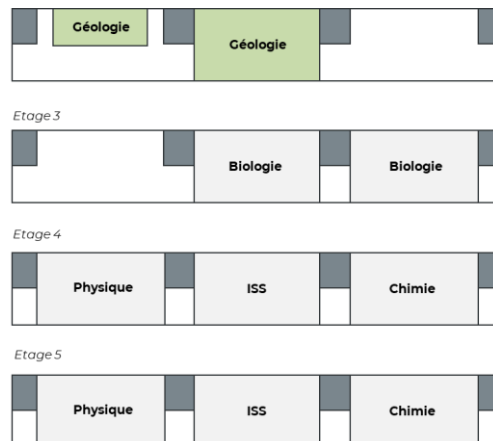 Géologie
Géologie
Etage 3
Biologie Biologie
Etage 4
Physique ISS Chimie
Etage 5
Physique ISS Chimie